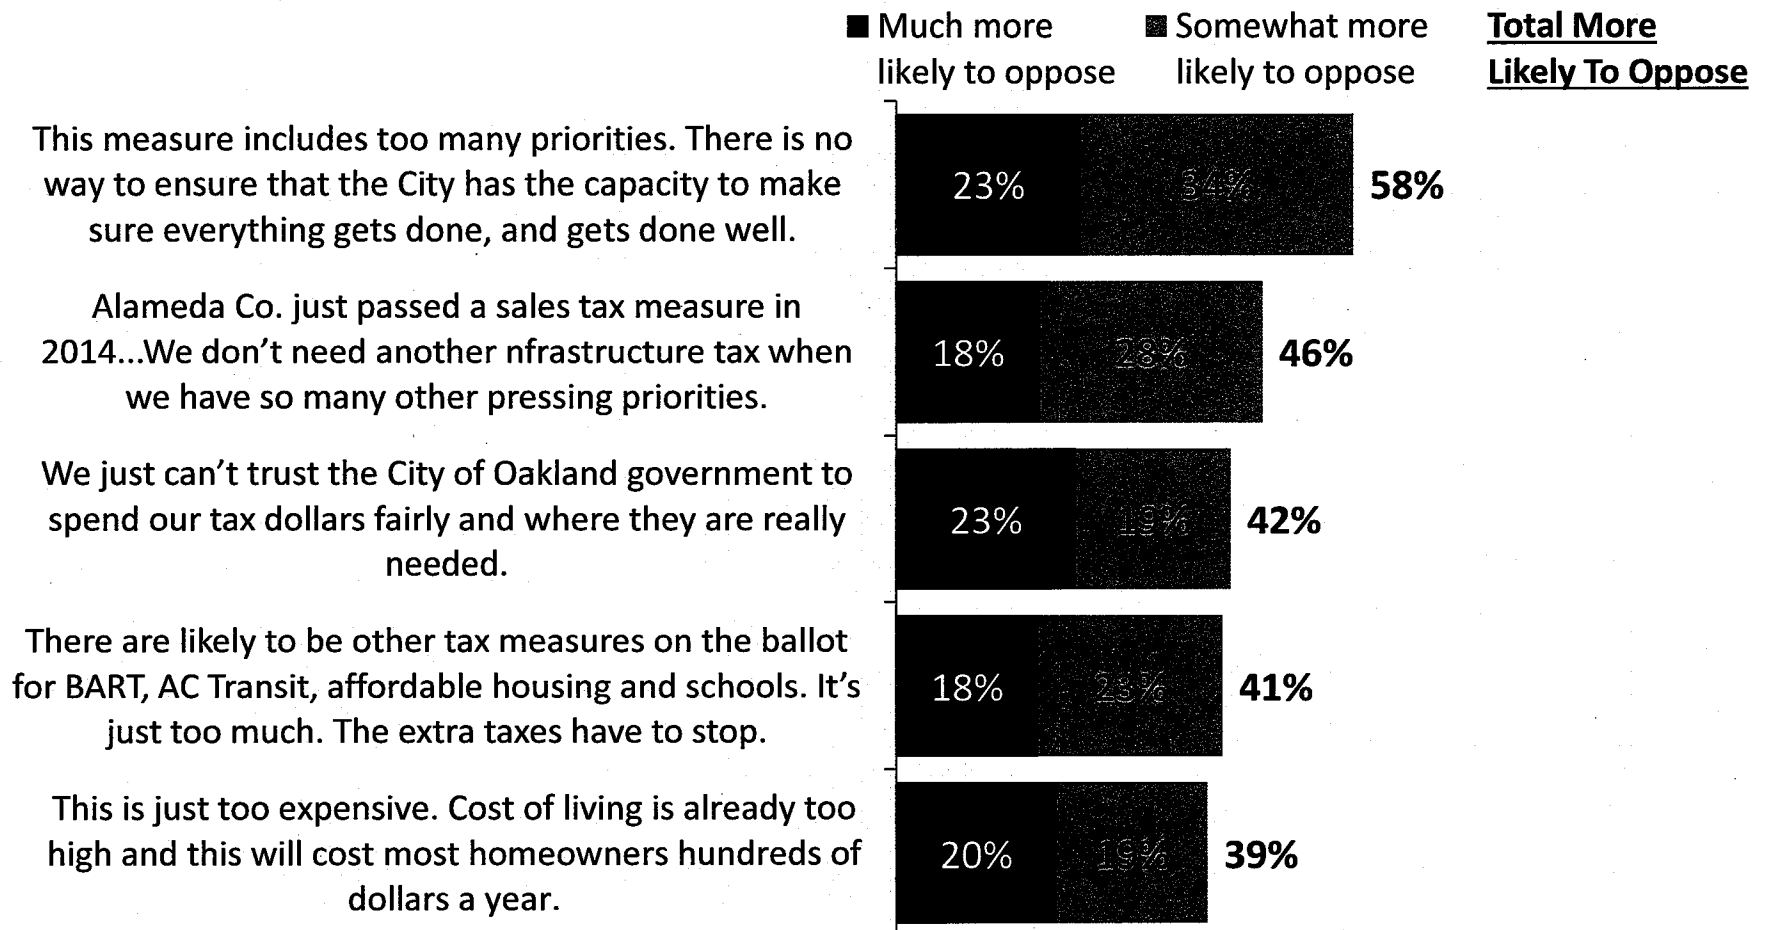 Much more
likely to oppose
Somewhat more
likely to oppose
Total More
Likely To Oppose
This measure includes too many priorities. There is no
way to ensure that the City has the capacity to make
sure everything gets done, and gets done well.
23%
34%
58%
Alameda Co. just passed a sales tax measure in
2014...We don't need another nfrastructure tax when
we have so many other pressing priorities.
18%
28%
46%
We just can't trust the City of Oakland government to
spend our tax dollars fairly and where they are really
needed.
23%
19%
42%
There are likely to be other tax measures on the ballot
for BART, AC Transit, affordable housing and schools. It's
just too much. The extra taxes have to stop.
18%
23%
41%
This is just too expensive. Cost of living is already too
high and this will cost most homeowners hundreds of
dollars a year.
20%
19%
39%